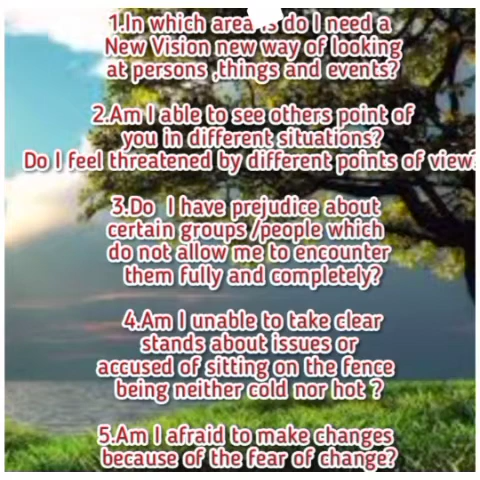 1.In which area is do I need a
New Vision new way of looking
at persons ,things and events?
2.Am I able to see others point of
you in different situations?
Do I feel threatened by different points of view?
3.Do I have prejudice about
certain groups /people which
do not allow me to encounter
them fully and completely?
4.Am I unable to take clear
stands about issues or
accused of sitting on the fence
being neither cold nor hot ?
5.Am I afraid to make changes
because of the fear of change?